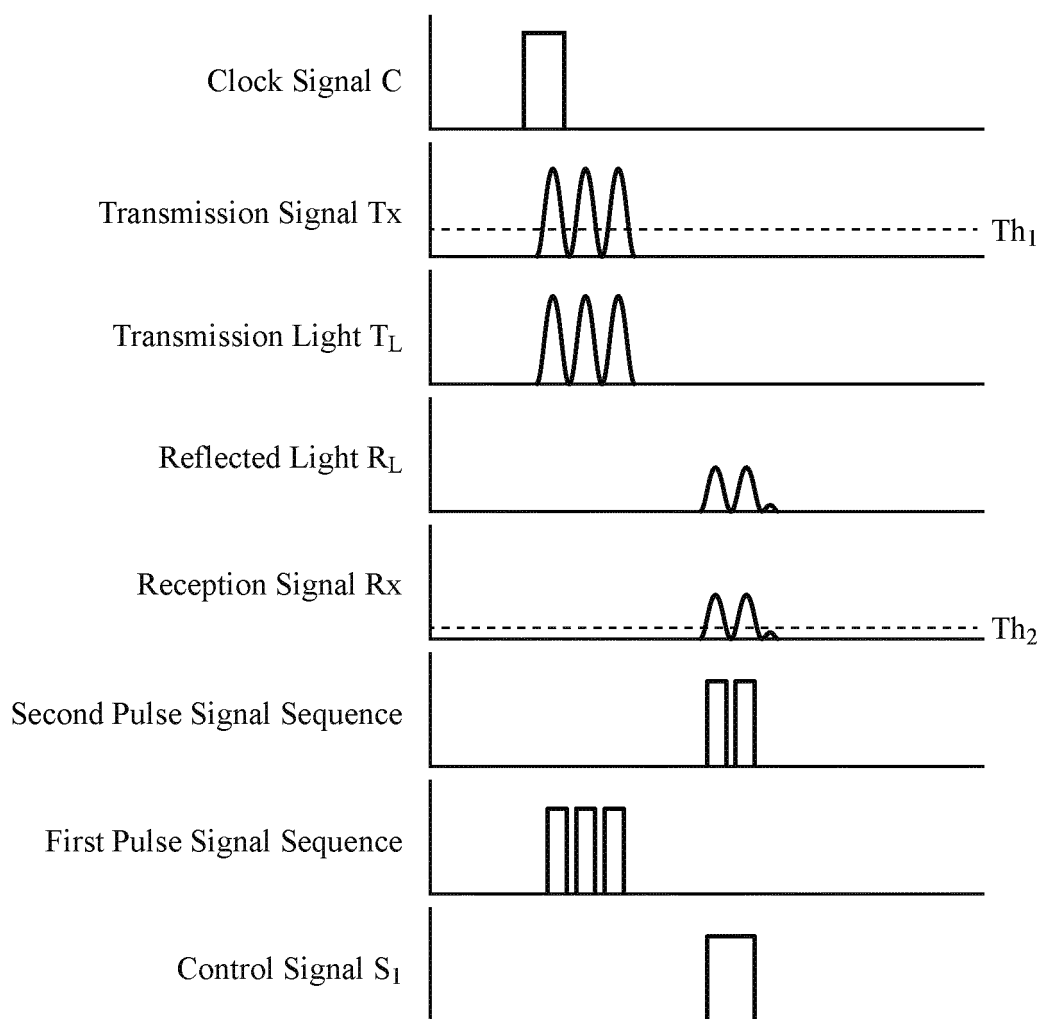 Clock Signal C
Transmission Signal Tx
Th1
Transmission Light TL
Reflected Light RL
Reception Signal Rx
Th2
Second Pulse Signal Sequence
First Pulse Signal Sequence
Control Signal S1